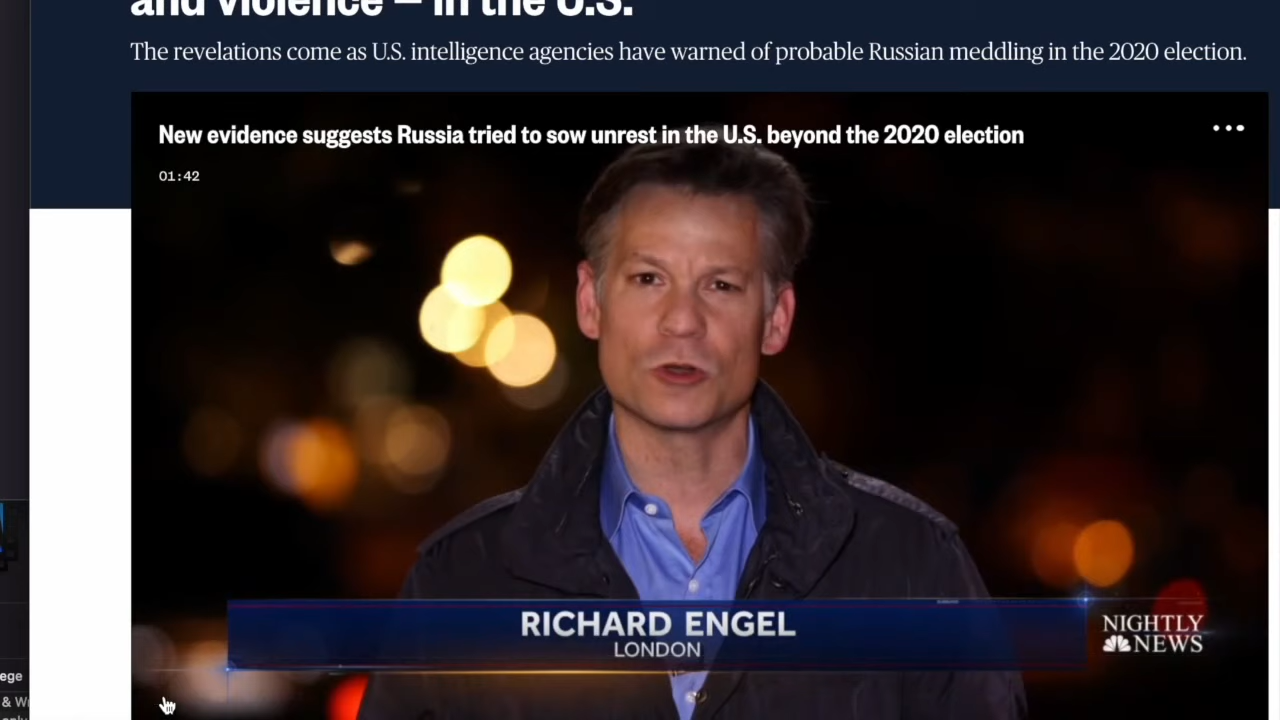 and violence — in the U.S.
The revelations come as U.S. intelligence agencies have warned of probable Russian meddling in the 2020 election.
New evidence suggests Russia tried to sow unrest in the U.S. beyond the 2020 election
01:42
RICHARD ENGEL
LONDON
NIGHTLY
NEWS
ege
& W